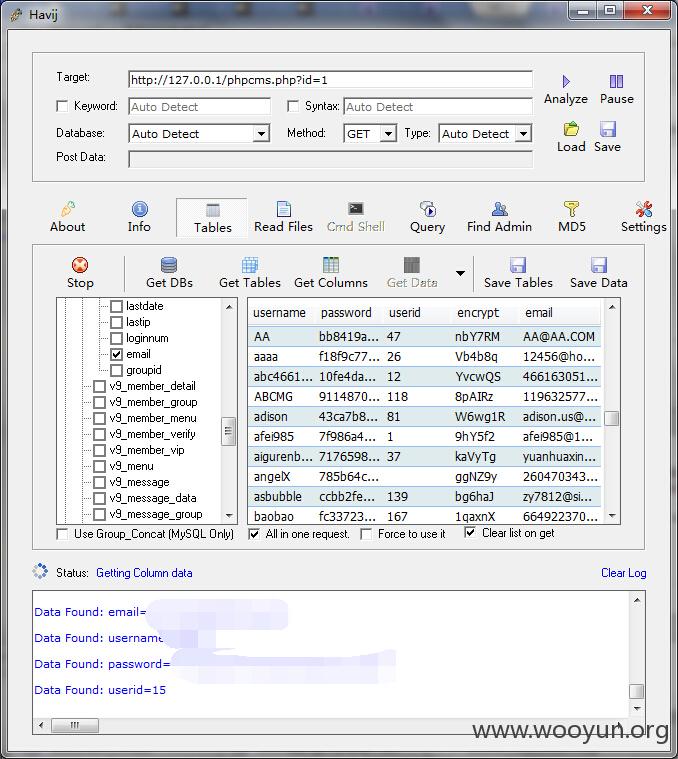 Havij
Target: http://127.0.0.1/phpcms.php?id=1
Analyze Pause
Keyword: Auto Detect Syntax: Auto Detect
Database: Auto Detect Method: GET Type: Auto Detect
Load Save
Post Data:
About Info Tables Read Files Cmd Shell Query Find Admin MD5 Settings
Stop Get DBs Get Tables Get Columns Get Data Save Tables Save Data
lastdate
lastip
loginnum
email
groupid
v9_member_detail
v9_member_group
v9_member_menu
v9_member_verify
v9_member_vip
v9_menu
v9_message
v9_message_data
v9_message_group
username password userid encrypt email
AA bb8419a... 47 nbY7RM AA@AA.COM
aaaa f18f9c77... 26 Vb4b8q 12456@ho...
abc4661... 10fe4da... 12 YvcwQS 466163051...
ABCMG 9114870... 118 8pAIRz 119632577...
adison 43ca7b8... 81 W6wg1R adison.us@...
afei985 7f986a4... 1 9hY5f2 afei985@1...
aigurenb... 7176598... 37 kaVyTg yuanhuaxin...
angelX 785b64c... ggNZ9y 260470343...
asbubble ccbb2fe... 139 bg6haJ zy7812@si...
baobao fc33723... 167 1qaxnX 664922370...
Use Group_Concat (MySQL Only) All in one request. Force to use it Clear list on get
Status: Getting Column data Clear Log
Data Found: email=
Data Found: username
Data Found: password=
Data Found: userid=15
www.wooyun.org